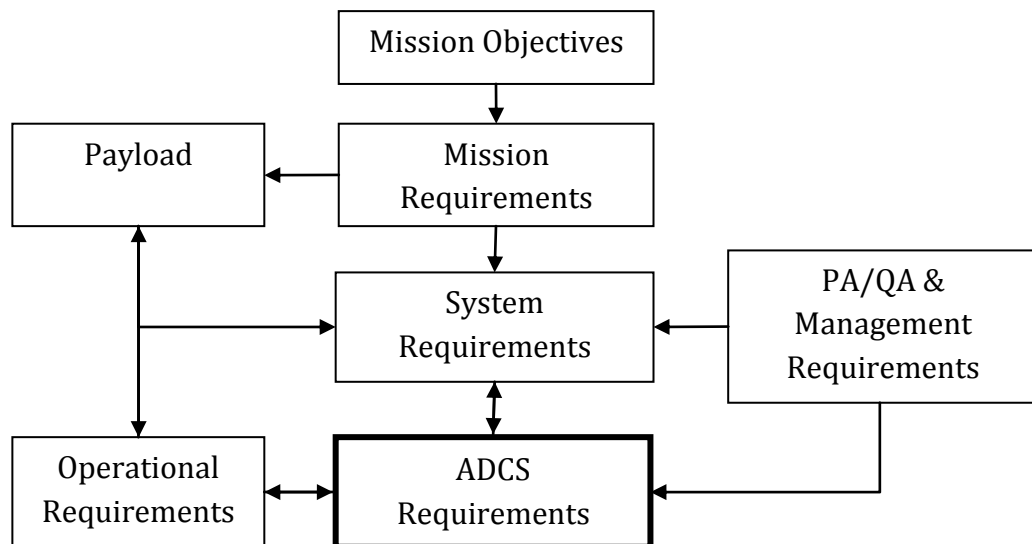 Mission Objectives
Payload
Mission
Requirements
System
Requirements
PA/QA &
Management
Requirements
Operational
Requirements
ADCS
Requirements